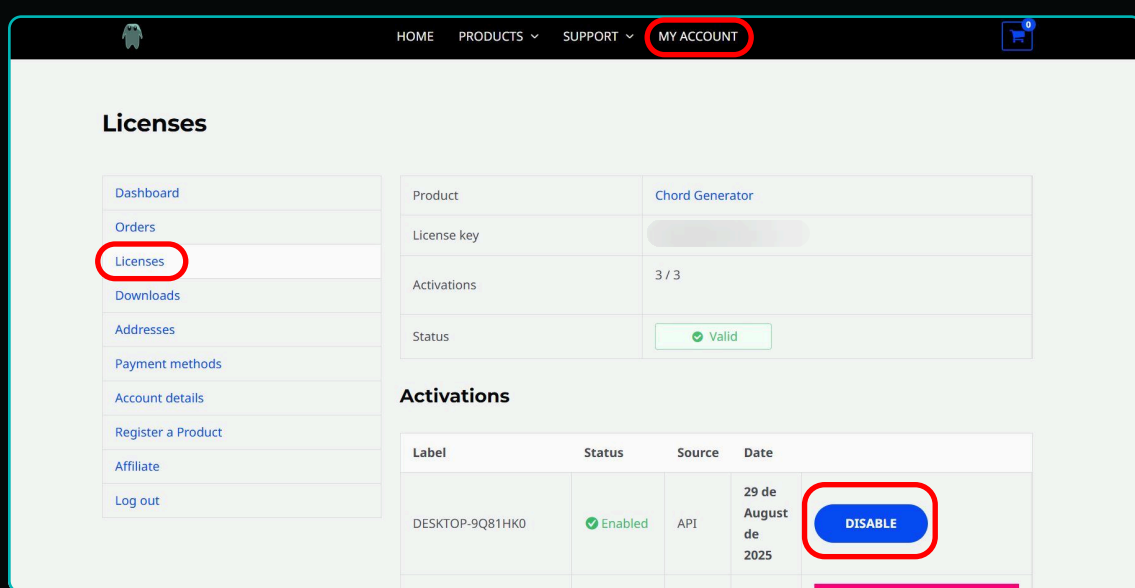 HOME PRODUCTS SUPPORT MY ACCOUNT 0
Licenses
Dashboard
Orders
Licenses
Downloads
Addresses
Payment methods
Account details
Register a Product
Affiliate
Log out
Product Chord Generator
License key
Activations 3 / 3
Status Valid
Activations
Label Status Source Date
DESKTOP-9Q81HK0 Enabled API 29 de August de 2025 DISABLE